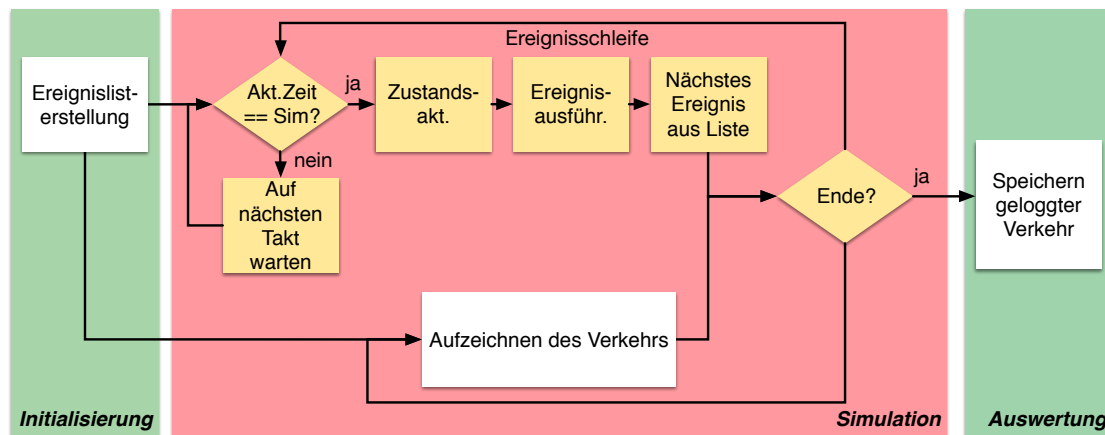 Ereignislist-
erstellung
Ereignisschleife
Akt.Zeit
== Sim?
ja
nein
Auf
nächsten
Takt
warten
Zustands-
akt.
Ereignis-
ausführ.
Nächstes
Ereignis
aus Liste
Aufzeichnen des Verkehrs
Ende?
ja
Speichern
geloggter
Verkehr
Initialisierung
Simulation
Auswertung